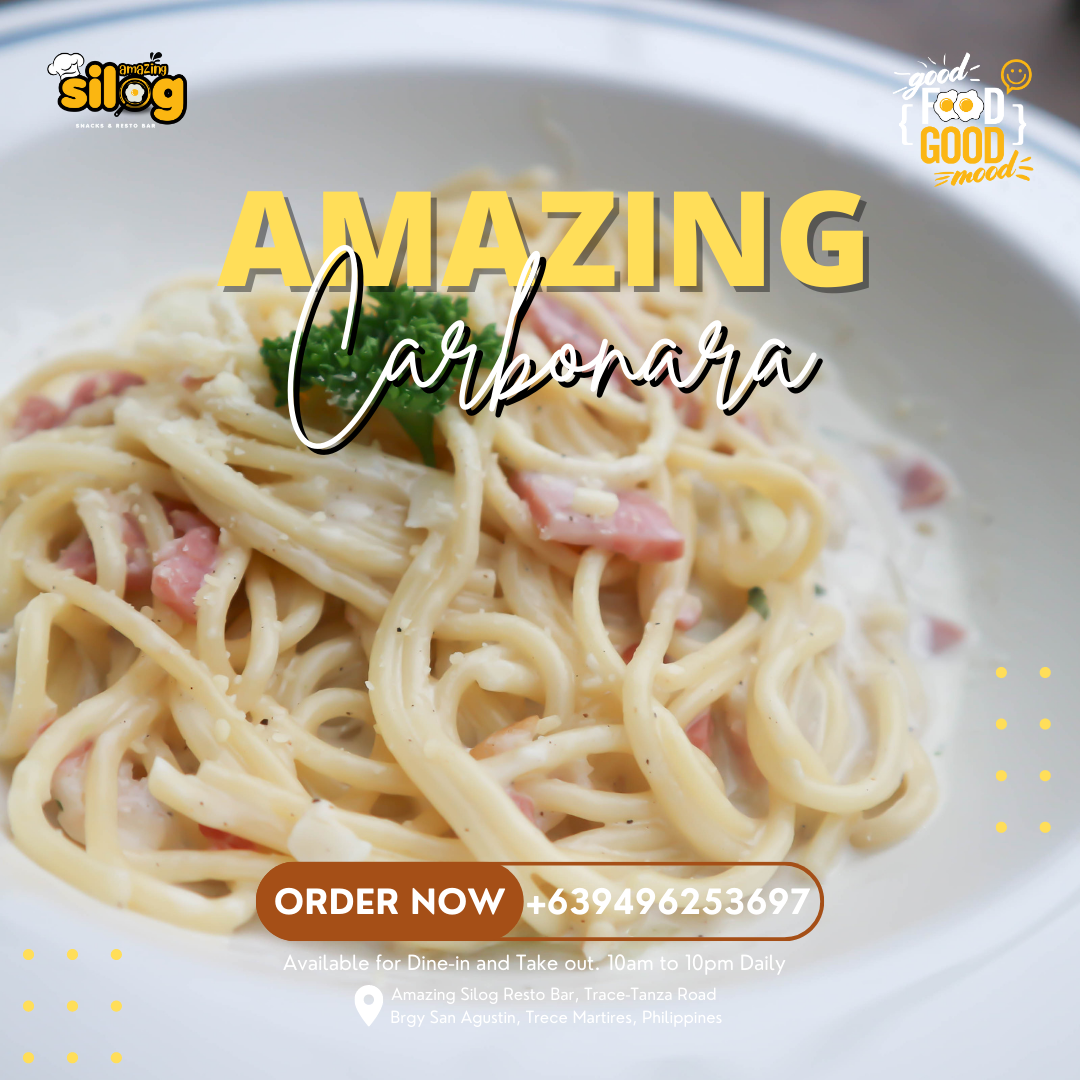 amazing
silog
SNACKS & RESTO BAR
good
FOOD
GOOD
mood
AMAZING
Carbonara
ORDER NOW +639496253697
Available for Dine-in and Take out. 10am to 10pm Daily
Amazing Silog Resto Bar, Trace-Tanza Road
Brgy San Agustin, Trece Martires, Philippines